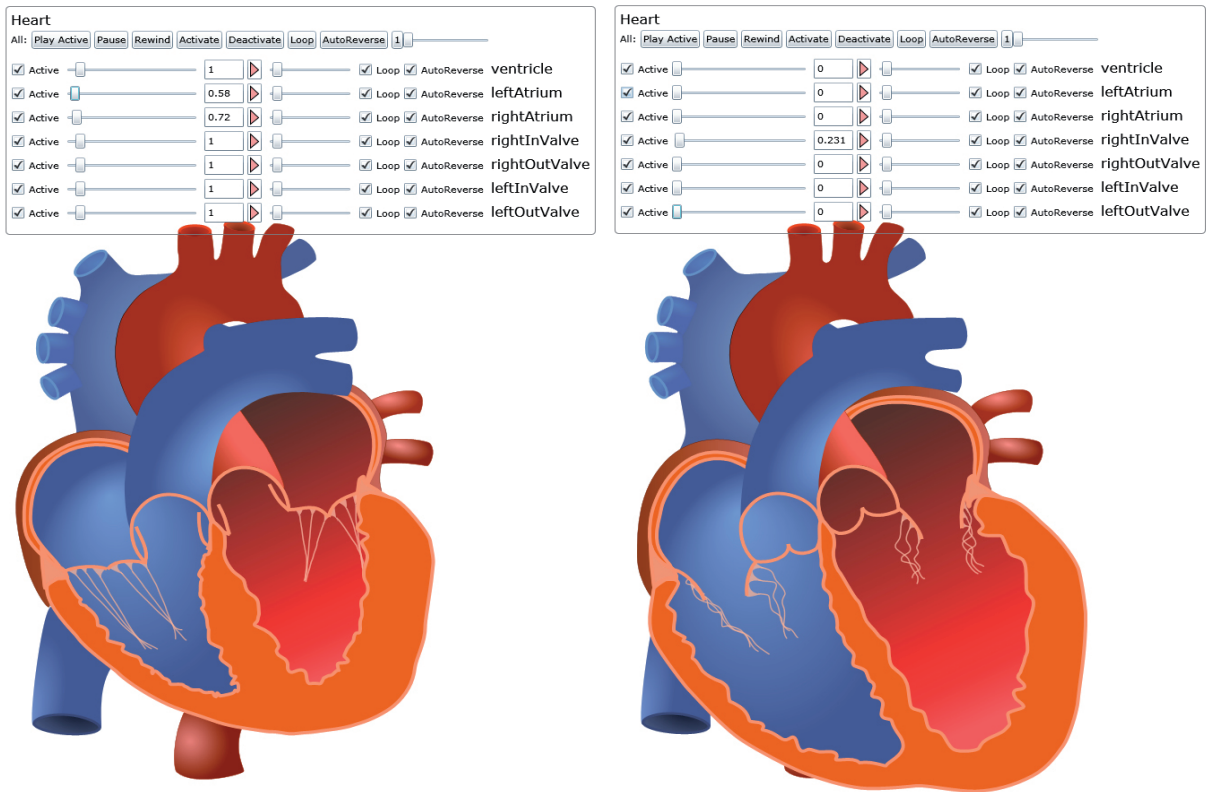 Heart
All: Play Active Pause Rewind Activate Deactivate Loop AutoReverse 1
Active 1 Loop AutoReverse ventricle
Active 0.58 Loop AutoReverse leftAtrium
Active 0.72 Loop AutoReverse rightAtrium
Active 1 Loop AutoReverse rightInValve
Active 1 Loop AutoReverse rightOutValve
Active 1 Loop AutoReverse leftInValve
Active 1 Loop AutoReverse leftOutValve
Heart
All: Play Active Pause Rewind Activate Deactivate Loop AutoReverse 1
Active 0 Loop AutoReverse ventricle
Active 0 Loop AutoReverse leftAtrium
Active 0 Loop AutoReverse rightAtrium
Active 0.231 Loop AutoReverse rightInValve
Active 0 Loop AutoReverse rightOutValve
Active 0 Loop AutoReverse leftInValve
Active 0 Loop AutoReverse leftOutValve